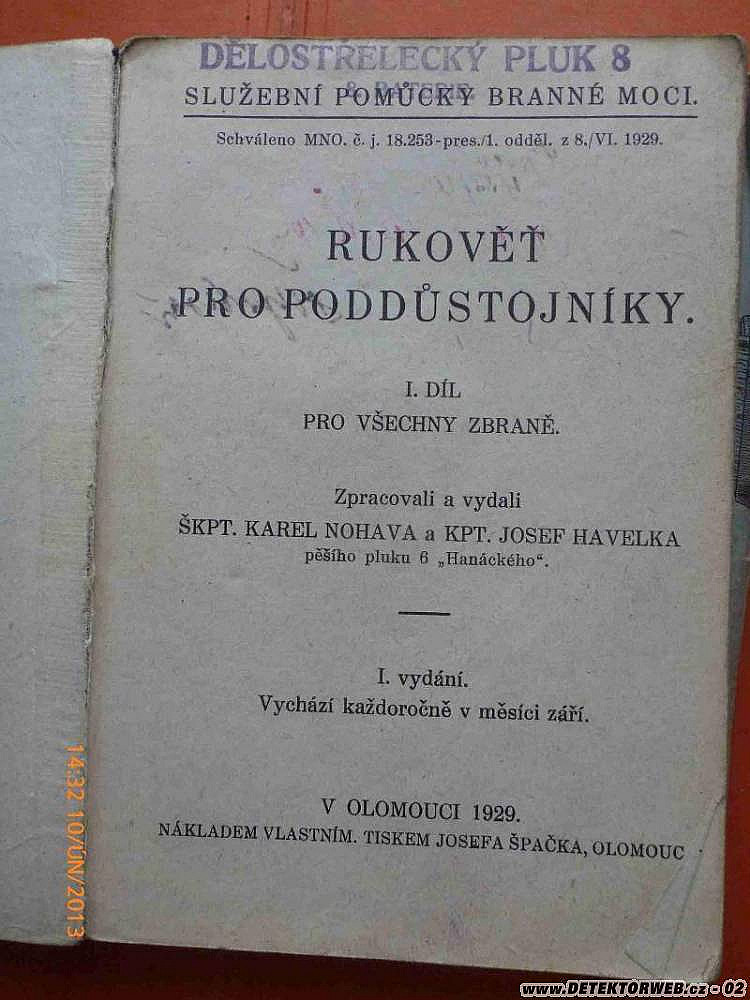 DĚLOSTŘELECKÝ PLUK 8
8. BATERIE.
SLUŽEBNÍ POMŮCKY BRANNÉ MOCI.
Schváleno MNO. č. j. 18.253-pres./1. odděl. z 8./VI. 1929.
RUKOVĚŤ
PRO PODDŮSTOJNÍKY.
I. DÍL
PRO VŠECHNY ZBRANĚ.
Zpracovali a vydali
ŠKPT. KAREL NOHAVA a KPT. JOSEF HAVELKA
pěšího pluku 6 „Hanáckého“.
I. vydání.
Vychází každoročně v měsíci září.
V OLOMOUCI 1929.
NÁKLADEM VLASTNÍM. TISKEM JOSEFA ŠPAČKA, OLOMOUC
14:32 10/ÚN/2013
www.DETEKTORWEB.cz - 02